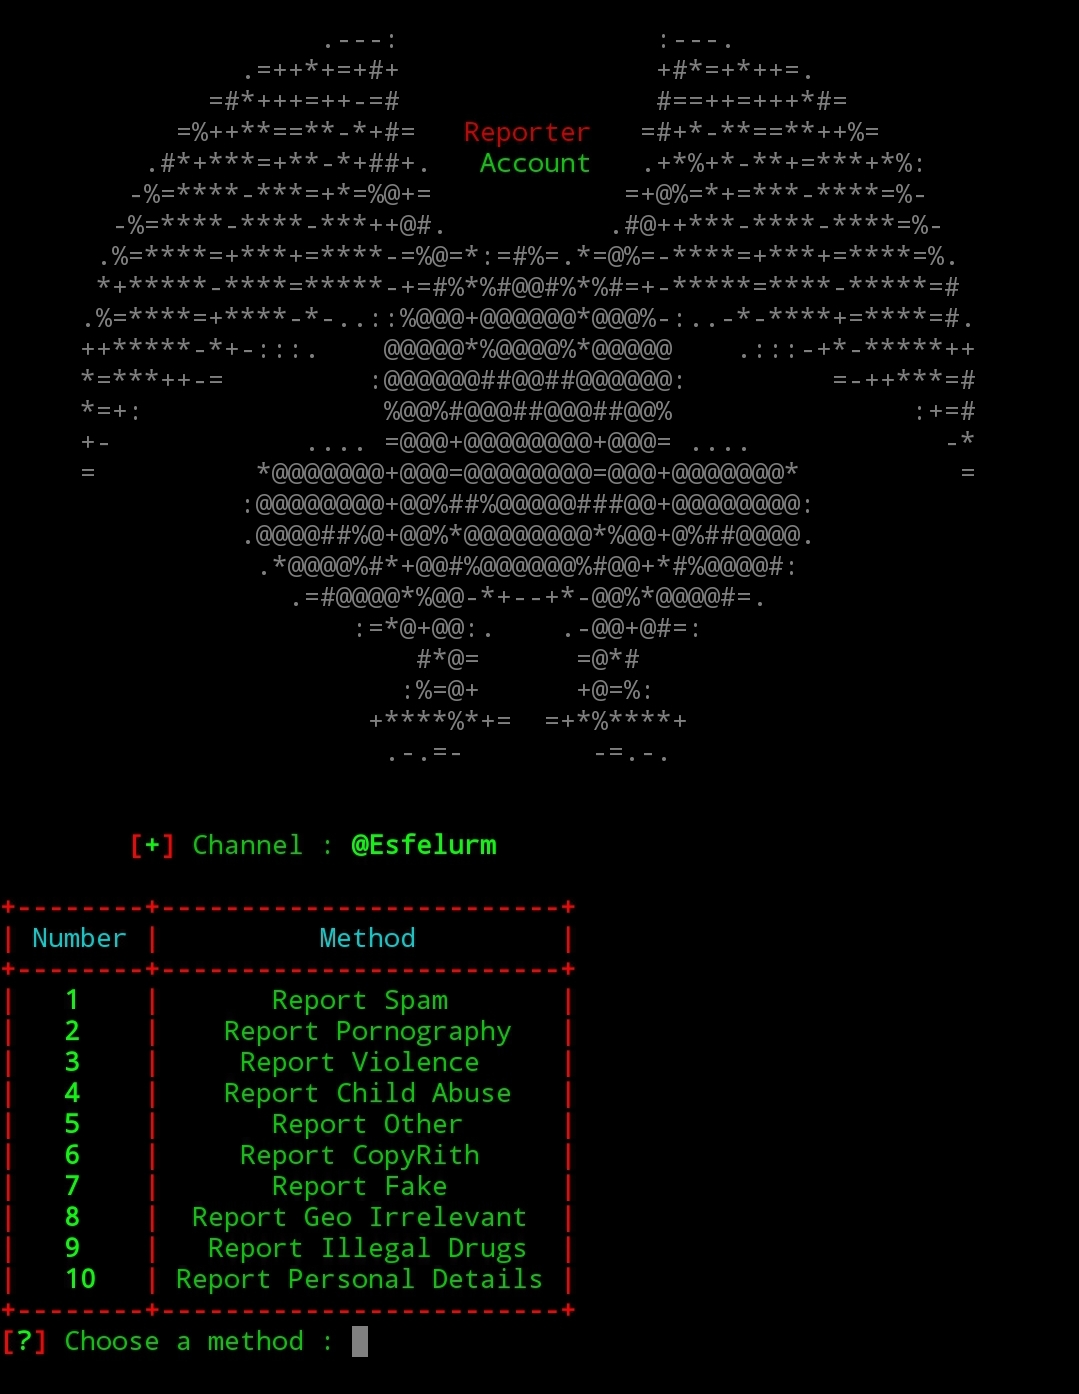 Reporter
Account
[+] Channel : @Esfelurm
Number | Method
1 | Report Spam
2 | Report Pornography
3 | Report Violence
4 | Report Child Abuse
5 | Report Other
6 | Report CopyRith
7 | Report Fake
8 | Report Geo Irrelevant
9 | Report Illegal Drugs
10 | Report Personal Details
[?] Choose a method :